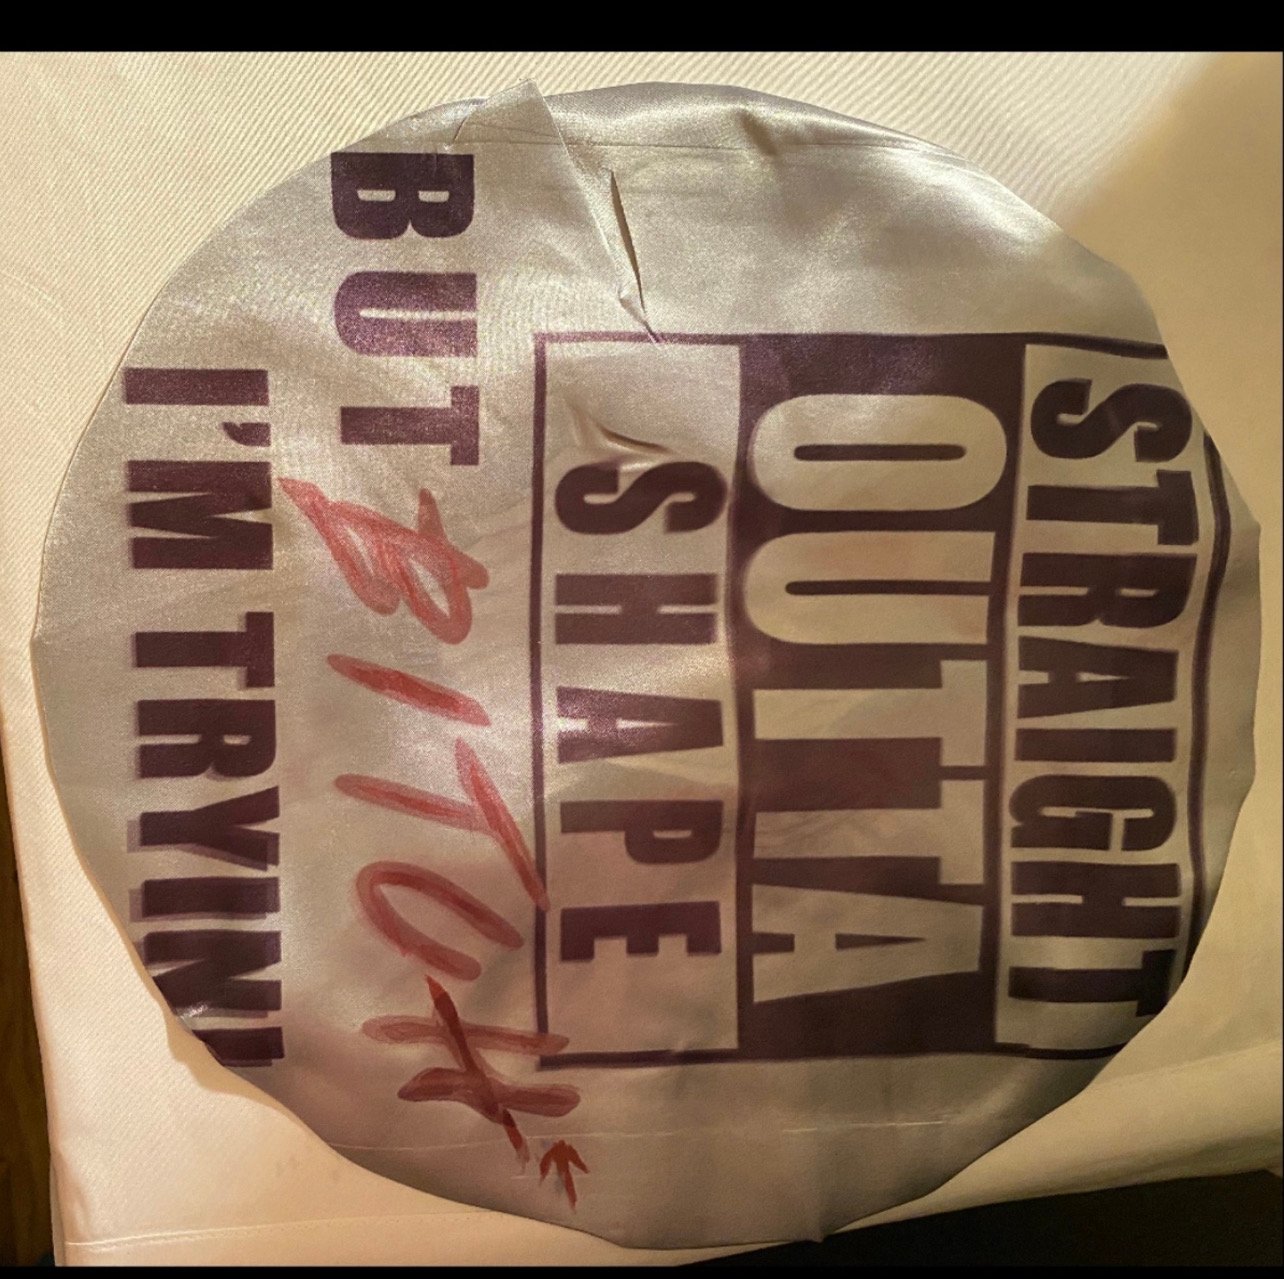 STRAIGHT
OUTTA
SHAPE
BUT BITCH
I'M TRYIN'